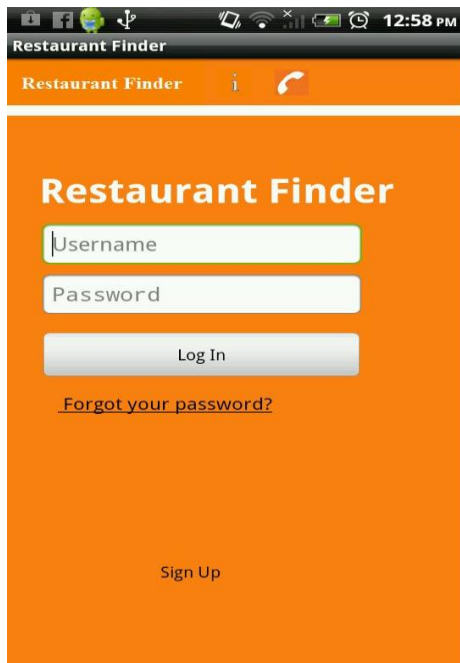 12:58 PM
Restaurant Finder
Restaurant Finder i
Restaurant Finder
Username
Password
Log In
Forgot your password?
Sign Up